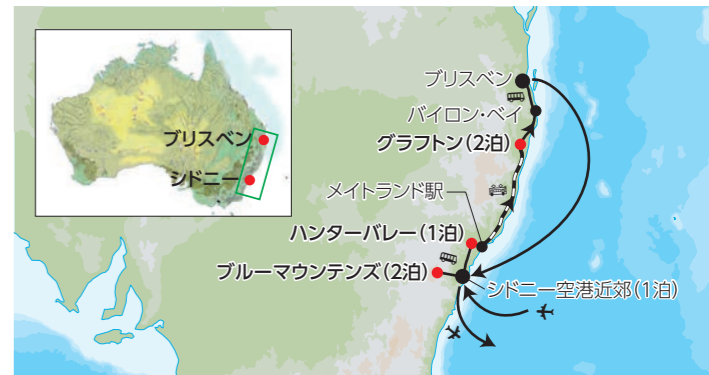 ブリスベン
シドニー
ブリスベン
バイロン・ベイ
グラフトン(2泊)
メイトランド駅
ハンターバレー(1泊)
ブルーマウンテンズ(2泊)
シドニー空港近郊(1泊)